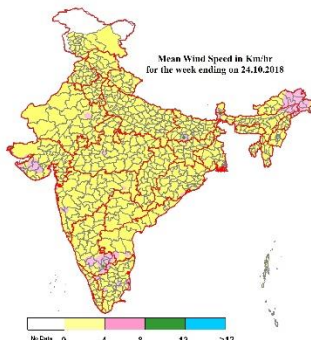 Mean Wind Speed in Km/hr
for the week ending on 24.10.2018
No Data 0 4 8 12 >12